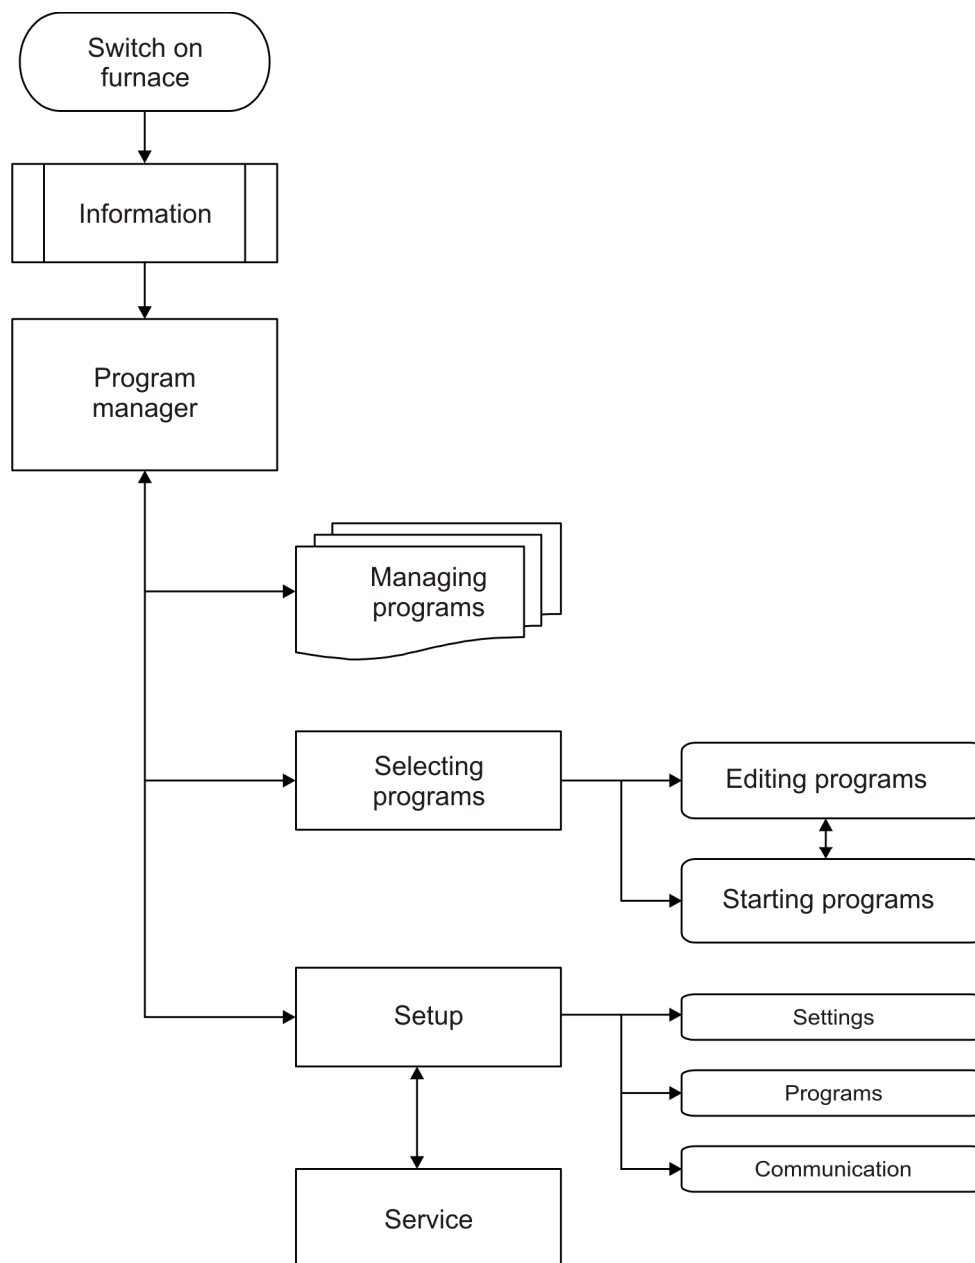 Switch on
furnace
Information
Program
manager
Managing
programs
Selecting
programs
Editing programs
Starting programs
Setup
Settings
Programs
Communication
Service